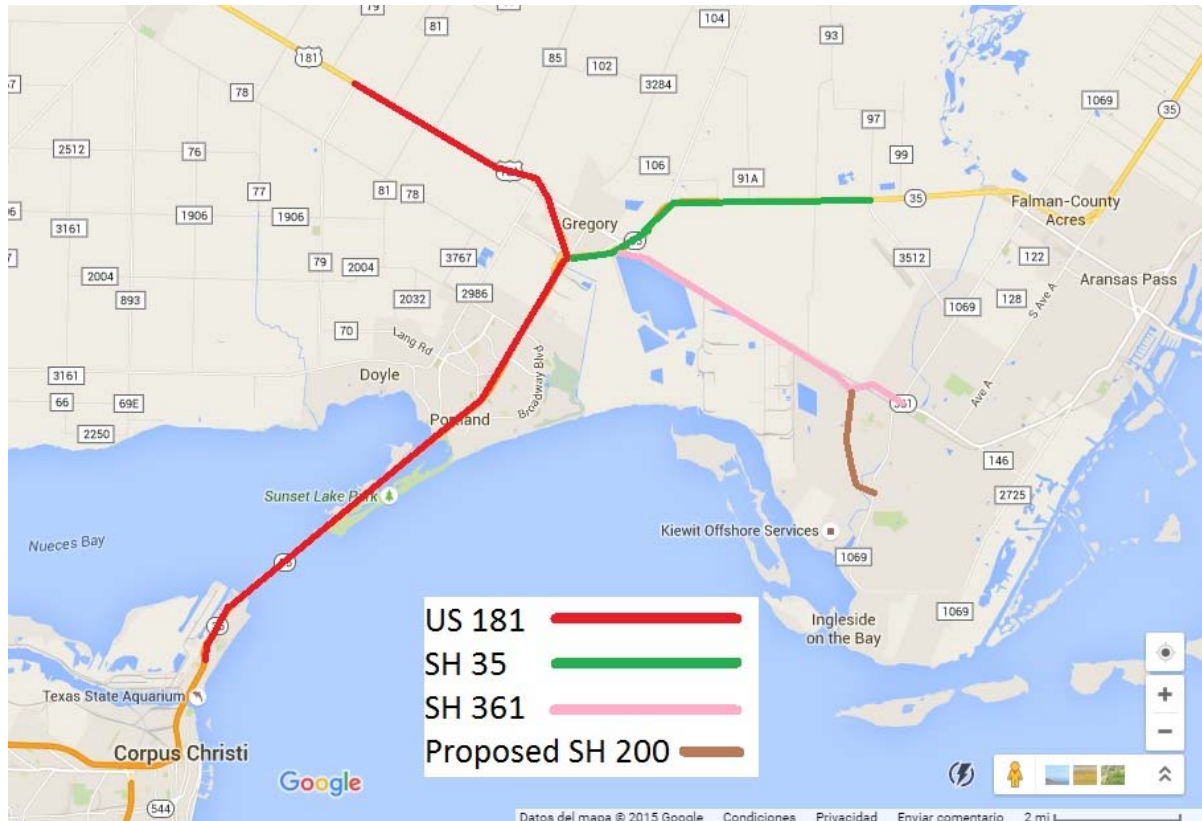 79
81
104
93
181
85
102
3284
1069
78
35
2512
76
97
106
99
77
81
78
91A
35
1906
1906
Gregory
Falman-County
Acres
3161
3767
3512
122
79
2004
2004
893
2986
2032
1069
128
S Ave A
Aransas Pass
70
Lang Rd
Broadway Blvd
3161
Doyle
66
69E
Portland
Ave A
361
2250
146
2725
Sunset Lake Park
Kiewit Offshore Services
Nueces Bay
1069
US 181
SH 35
SH 361
Proposed SH 200
1069
Ingleside
on the Bay
Texas State Aquarium
Corpus Christi
544
Google
Datos del mapa © 2015 Google Condiciones Privacidad Enviar comentario 2 mi